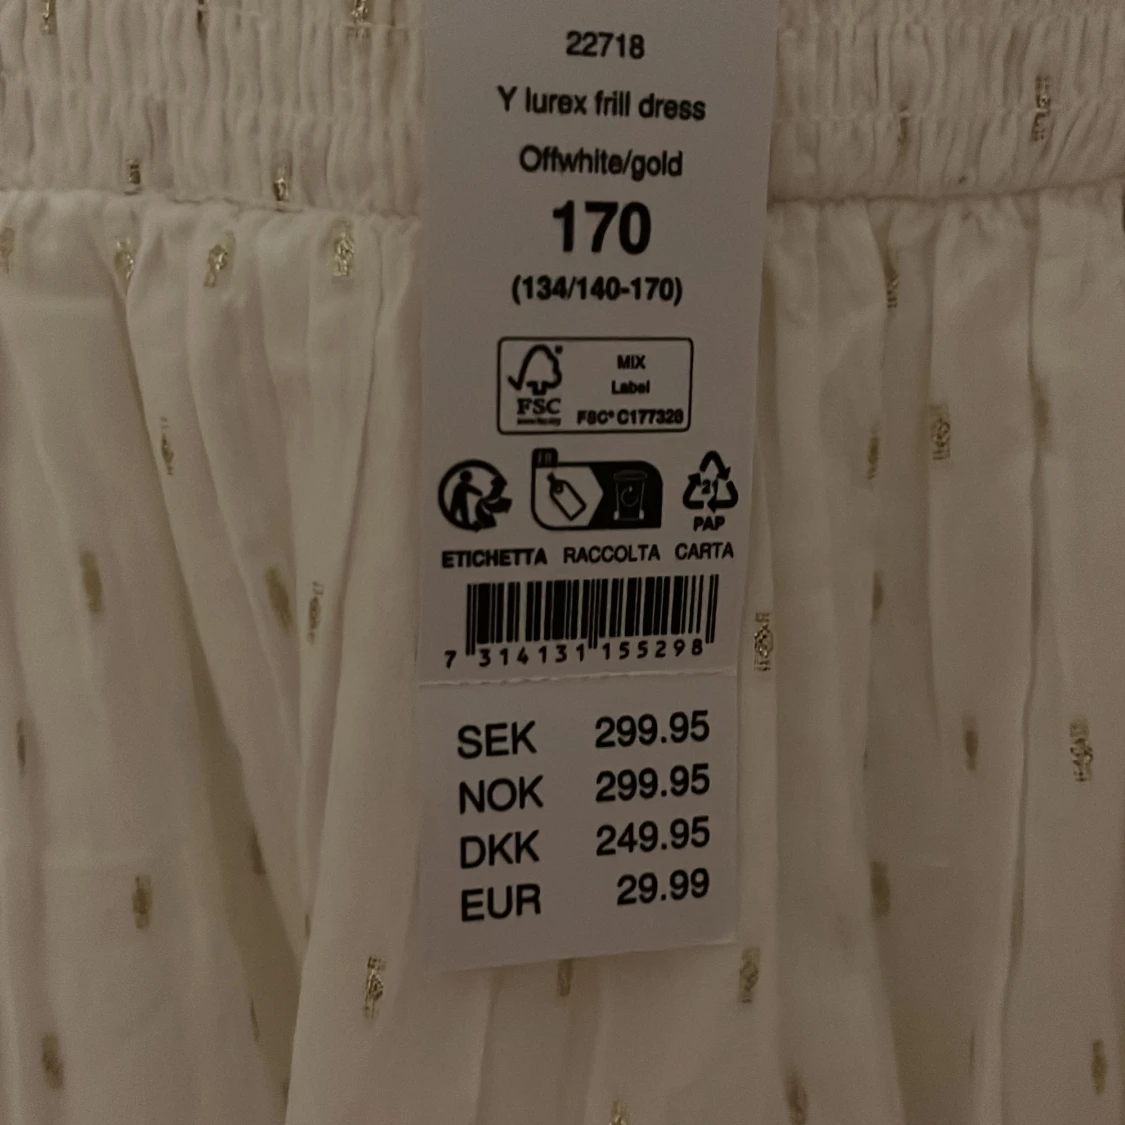 22718
Y lurex frill dress
Offwhite/gold
170
(134/140-170)
MIX
Label
FSC
FSC® C177328
FR
21
PAP
ETICHETTA RACCOLTA CARTA
7 314131 155298
SEK 299.95
NOK 299.95
DKK 249.95
EUR 29.99